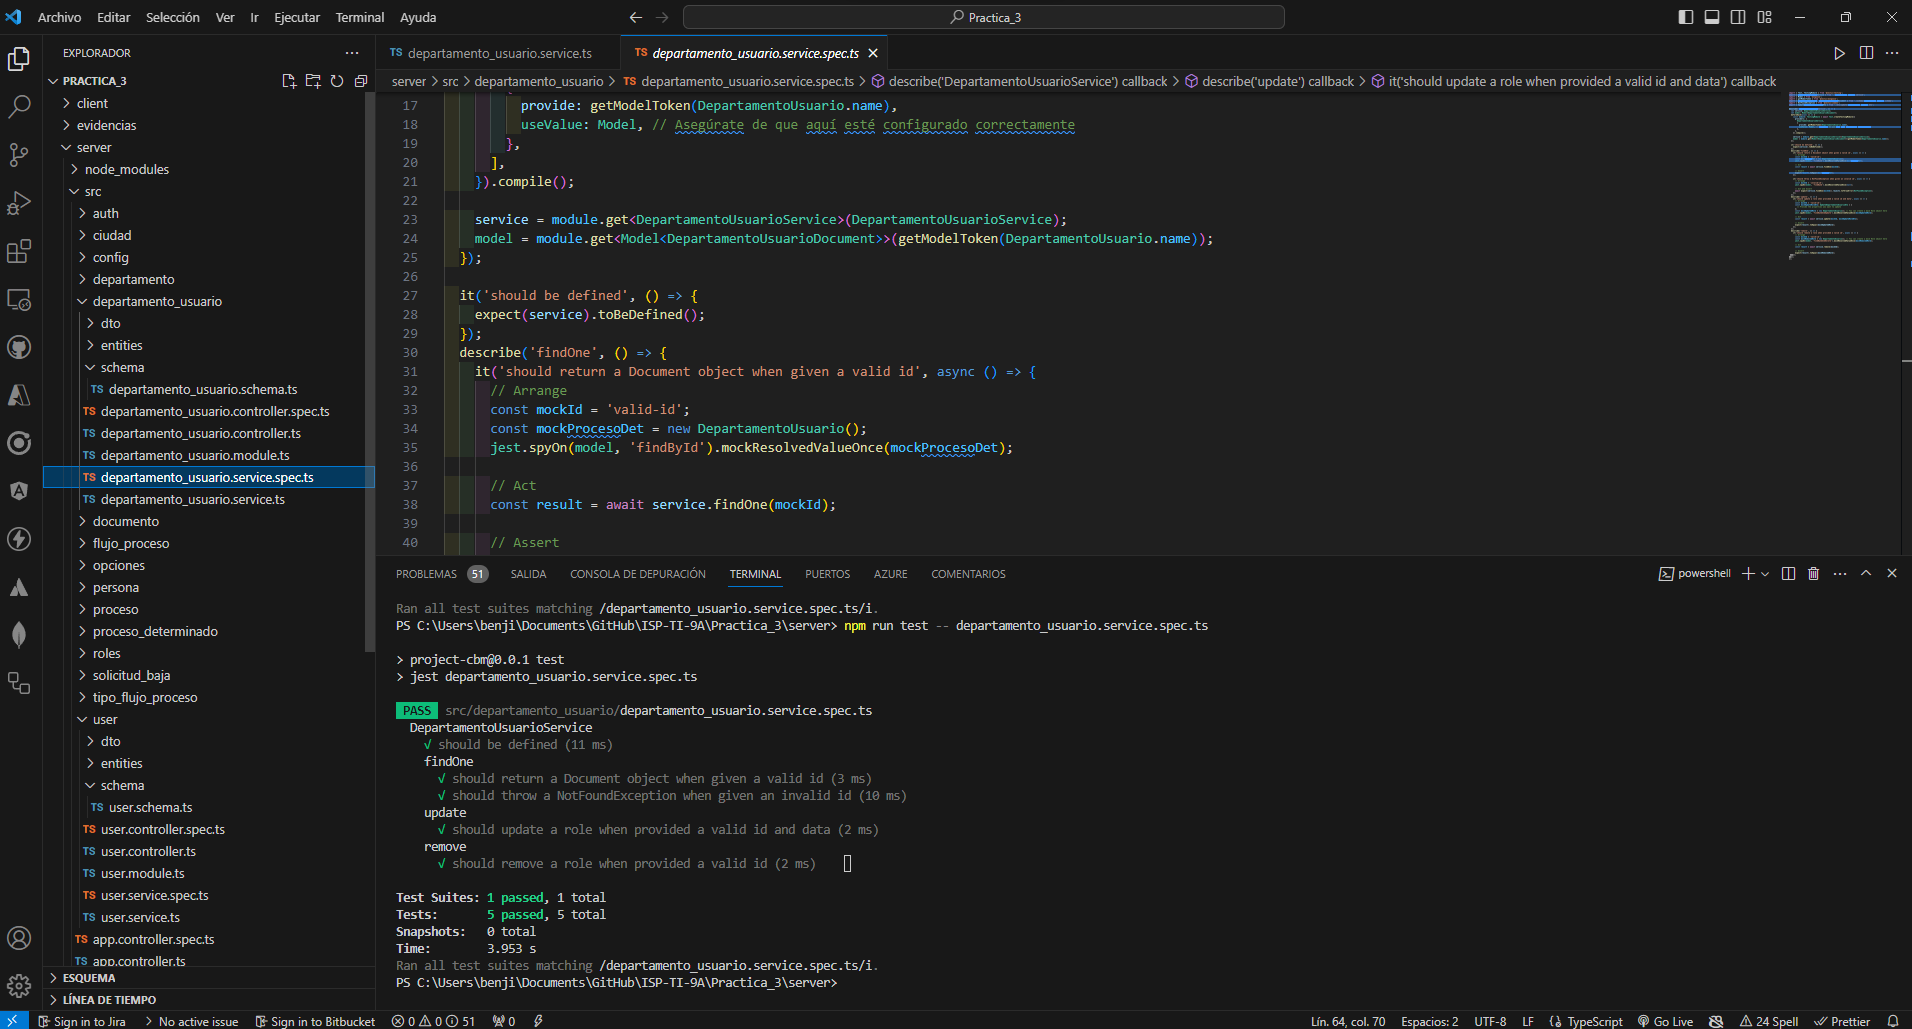 Archivo Editar Selección Ver Ir Ejecutar Terminal Ayuda
Practica_3
EXPLORADOR
PRACTICA_3
client
evidencias
server
node_modules
src
auth
ciudad
config
departamento
departamento_usuario
dto
entities
schema
TS departamento_usuario.schema.ts
TS departamento_usuario.controller.spec.ts
TS departamento_usuario.controller.ts
TS departamento_usuario.module.ts
TS departamento_usuario.service.spec.ts
TS departamento_usuario.service.ts
documento
flujo_proceso
opciones
persona
proceso
proceso_determinado
roles
solicitud_baja
tipo_flujo_proceso
user
dto
entities
schema
TS user.schema.ts
TS user.controller.spec.ts
TS user.controller.ts
TS user.module.ts
TS user.service.spec.ts
TS user.service.ts
TS app.controller.spec.ts
TS app.controller.ts
ESQUEMA
LÍNEA DE TIEMPO
TS departamento_usuario.service.ts
TS departamento_usuario.service.spec.ts
server > src > departamento_usuario > TS departamento_usuario.service.spec.ts > describe('DepartamentoUsuarioService') callback > describe('update') callback > it('should update a role when provided a valid id and data') callback
17 provide: getModelToken(DepartamentoUsuario.name),
18 useValue: Model, // Asegúrate de que aquí esté configurado correctamente
19 },
20 ],
21 }).compile();
22
23 service = module.get<DepartamentoUsuarioService>(DepartamentoUsuarioService);
24 model = module.get<Model<DepartamentoUsuarioDocument>>(getModelToken(DepartamentoUsuario.name));
25 });
26
27 it('should be defined', () => {
28 expect(service).toBeDefined();
29 });
30 describe('findOne', () => {
31 it('should return a Document object when given a valid id', async () => {
32 // Arrange
33 const mockId = 'valid-id';
34 const mockProcesoDet = new DepartamentoUsuario();
35 jest.spyOn(model, 'findById').mockResolvedValueOnce(mockProcesoDet);
36
37 // Act
38 const result = await service.findOne(mockId);
39
40 // Assert
PROBLEMAS 51 SALIDA CONSOLA DE DEPURACIÓN TERMINAL PUERTOS AZURE COMENTARIOS
powershell
Ran all test suites matching /departamento_usuario.service.spec.ts/i.
PS C:\Users\benji\Documents\GitHub\ISP-TI-9A\Practica_3\server> npm run test -- departamento_usuario.service.spec.ts
> project-cbm@0.0.1 test
> jest departamento_usuario.service.spec.ts
PASS src/departamento_usuario/departamento_usuario.service.spec.ts
DepartamentoUsuarioService
√ should be defined (11 ms)
findOne
√ should return a Document object when given a valid id (3 ms)
√ should throw a NotFoundException when given an invalid id (10 ms)
update
√ should update a role when provided a valid id and data (2 ms)
remove
√ should remove a role when provided a valid id (2 ms)
Test Suites: 1 passed, 1 total
Tests: 5 passed, 5 total
Snapshots: 0 total
Time: 3.953 s
Ran all test suites matching /departamento_usuario.service.spec.ts/i.
PS C:\Users\benji\Documents\GitHub\ISP-TI-9A\Practica_3\server>
Sign in to Jira No active issue Sign in to Bitbucket 0 0 51 0
Lín. 64, col. 70 Espacios: 2 UTF-8 LF TypeScript Go Live 24 Spell Prettier